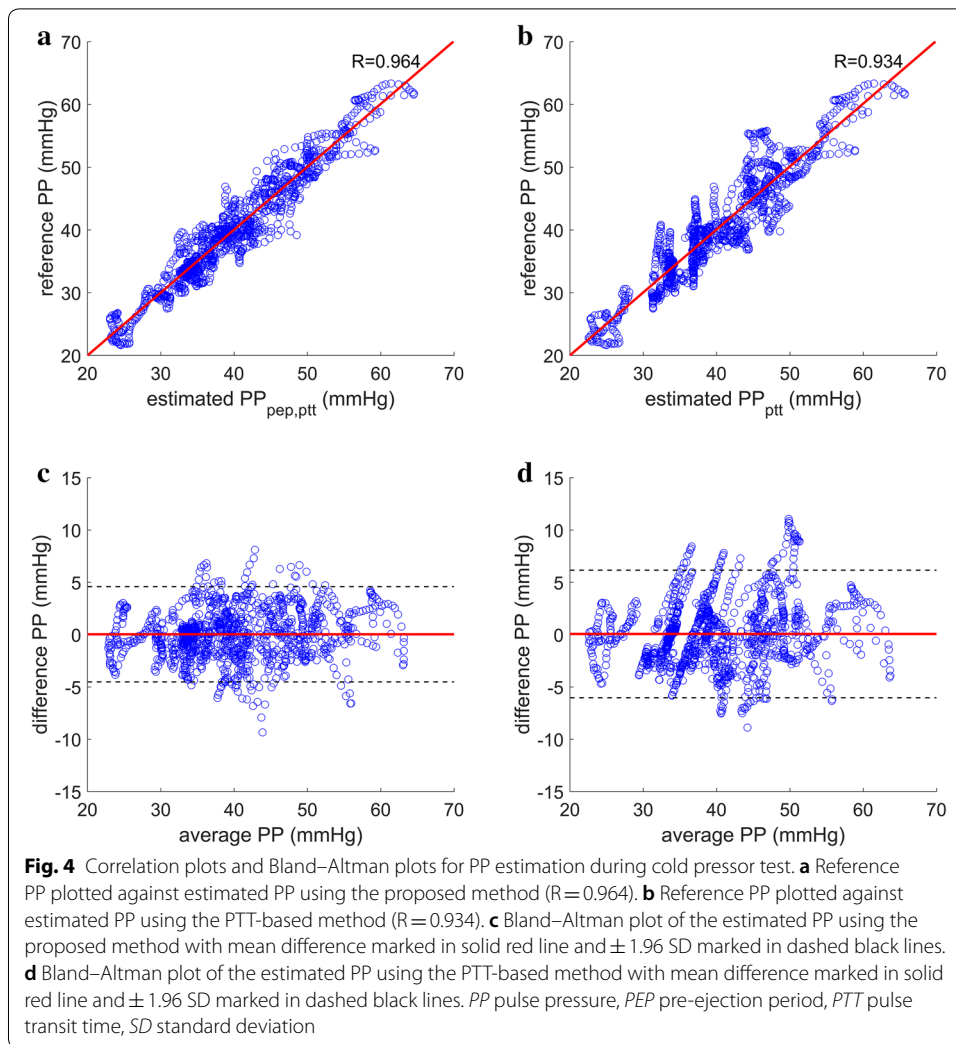 a
70
R=0.964
60
50
40
30
20
reference PP (mmHg)
20 30 40 50 60 70
estimated PPpep,ptt (mmHg)
b
70
R=0.934
60
50
40
30
20
reference PP (mmHg)
20 30 40 50 60 70
estimated PPptt (mmHg)
c
15
10
5
0
-5
-10
-15
difference PP (mmHg)
20 30 40 50 60 70
average PP (mmHg)
d
15
10
5
0
-5
-10
-15
difference PP (mmHg)
20 30 40 50 60 70
average PP (mmHg)
Fig. 4 Correlation plots and Bland–Altman plots for PP estimation during cold pressor test. a Reference
PP plotted against estimated PP using the proposed method (R=0.964). b Reference PP plotted against
estimated PP using the PTT-based method (R=0.934). c Bland–Altman plot of the estimated PP using the
proposed method with mean difference marked in solid red line and ± 1.96 SD marked in dashed black lines.
d Bland–Altman plot of the estimated PP using the PTT-based method with mean difference marked in solid
red line and ± 1.96 SD marked in dashed black lines. PP pulse pressure, PEP pre-ejection period, PTT pulse
transit time, SD standard deviation